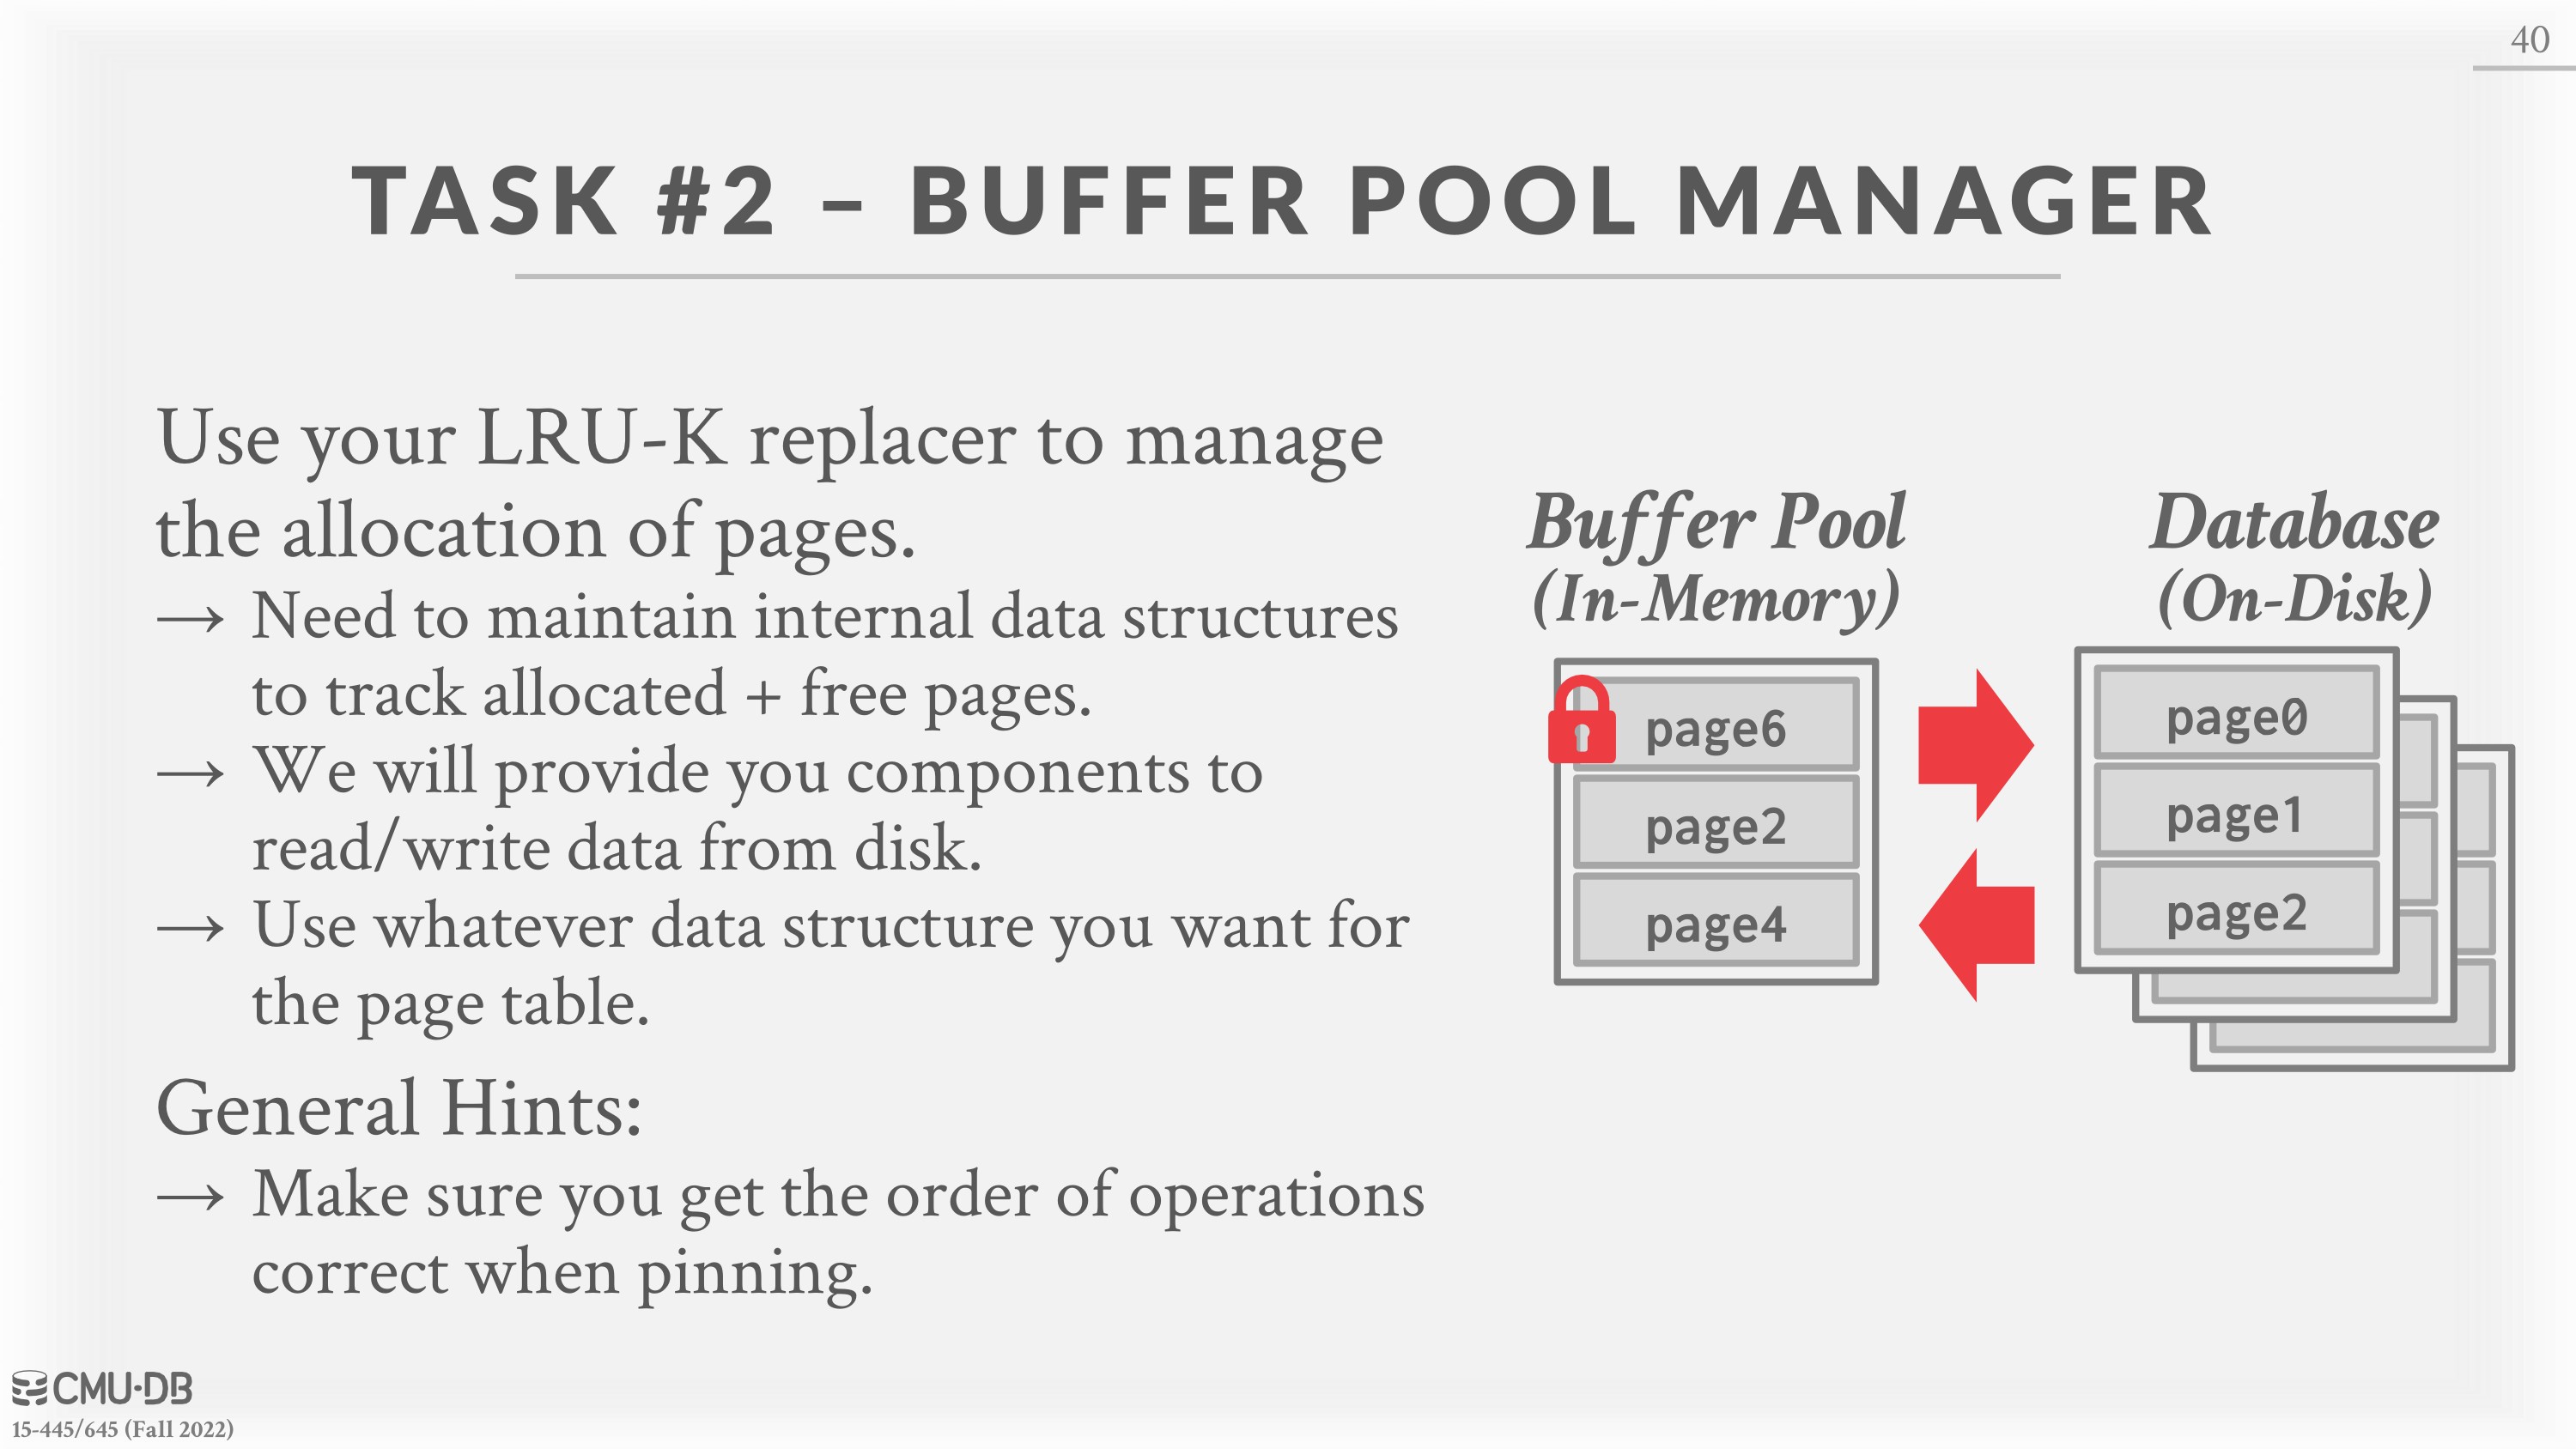 40
TASK #2 – BUFFER POOL MANAGER
Use your LRU-K replacer to manage
the allocation of pages.
→ Need to maintain internal data structures
to track allocated + free pages.
→ We will provide you components to
read/write data from disk.
→ Use whatever data structure you want for
the page table.
General Hints:
→ Make sure you get the order of operations
correct when pinning.
Buffer Pool
(In-Memory)
page6
page2
page4
Database
(On-Disk)
page0
page1
page2
CMU·DB
15-445/645 (Fall 2022)